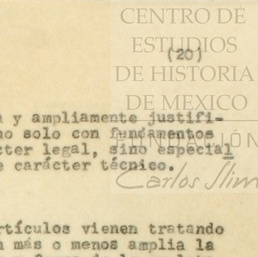 CENTRO DE
ESTUDIOS
(20)
DE HISTORIA
DE MEXICO
y ampliamente justifi-
no solo con fundamentos
cter legal, sino especial
e carácter técnico.
Carlos Slim
rtículos vienen tratando
n más o menos amplia la